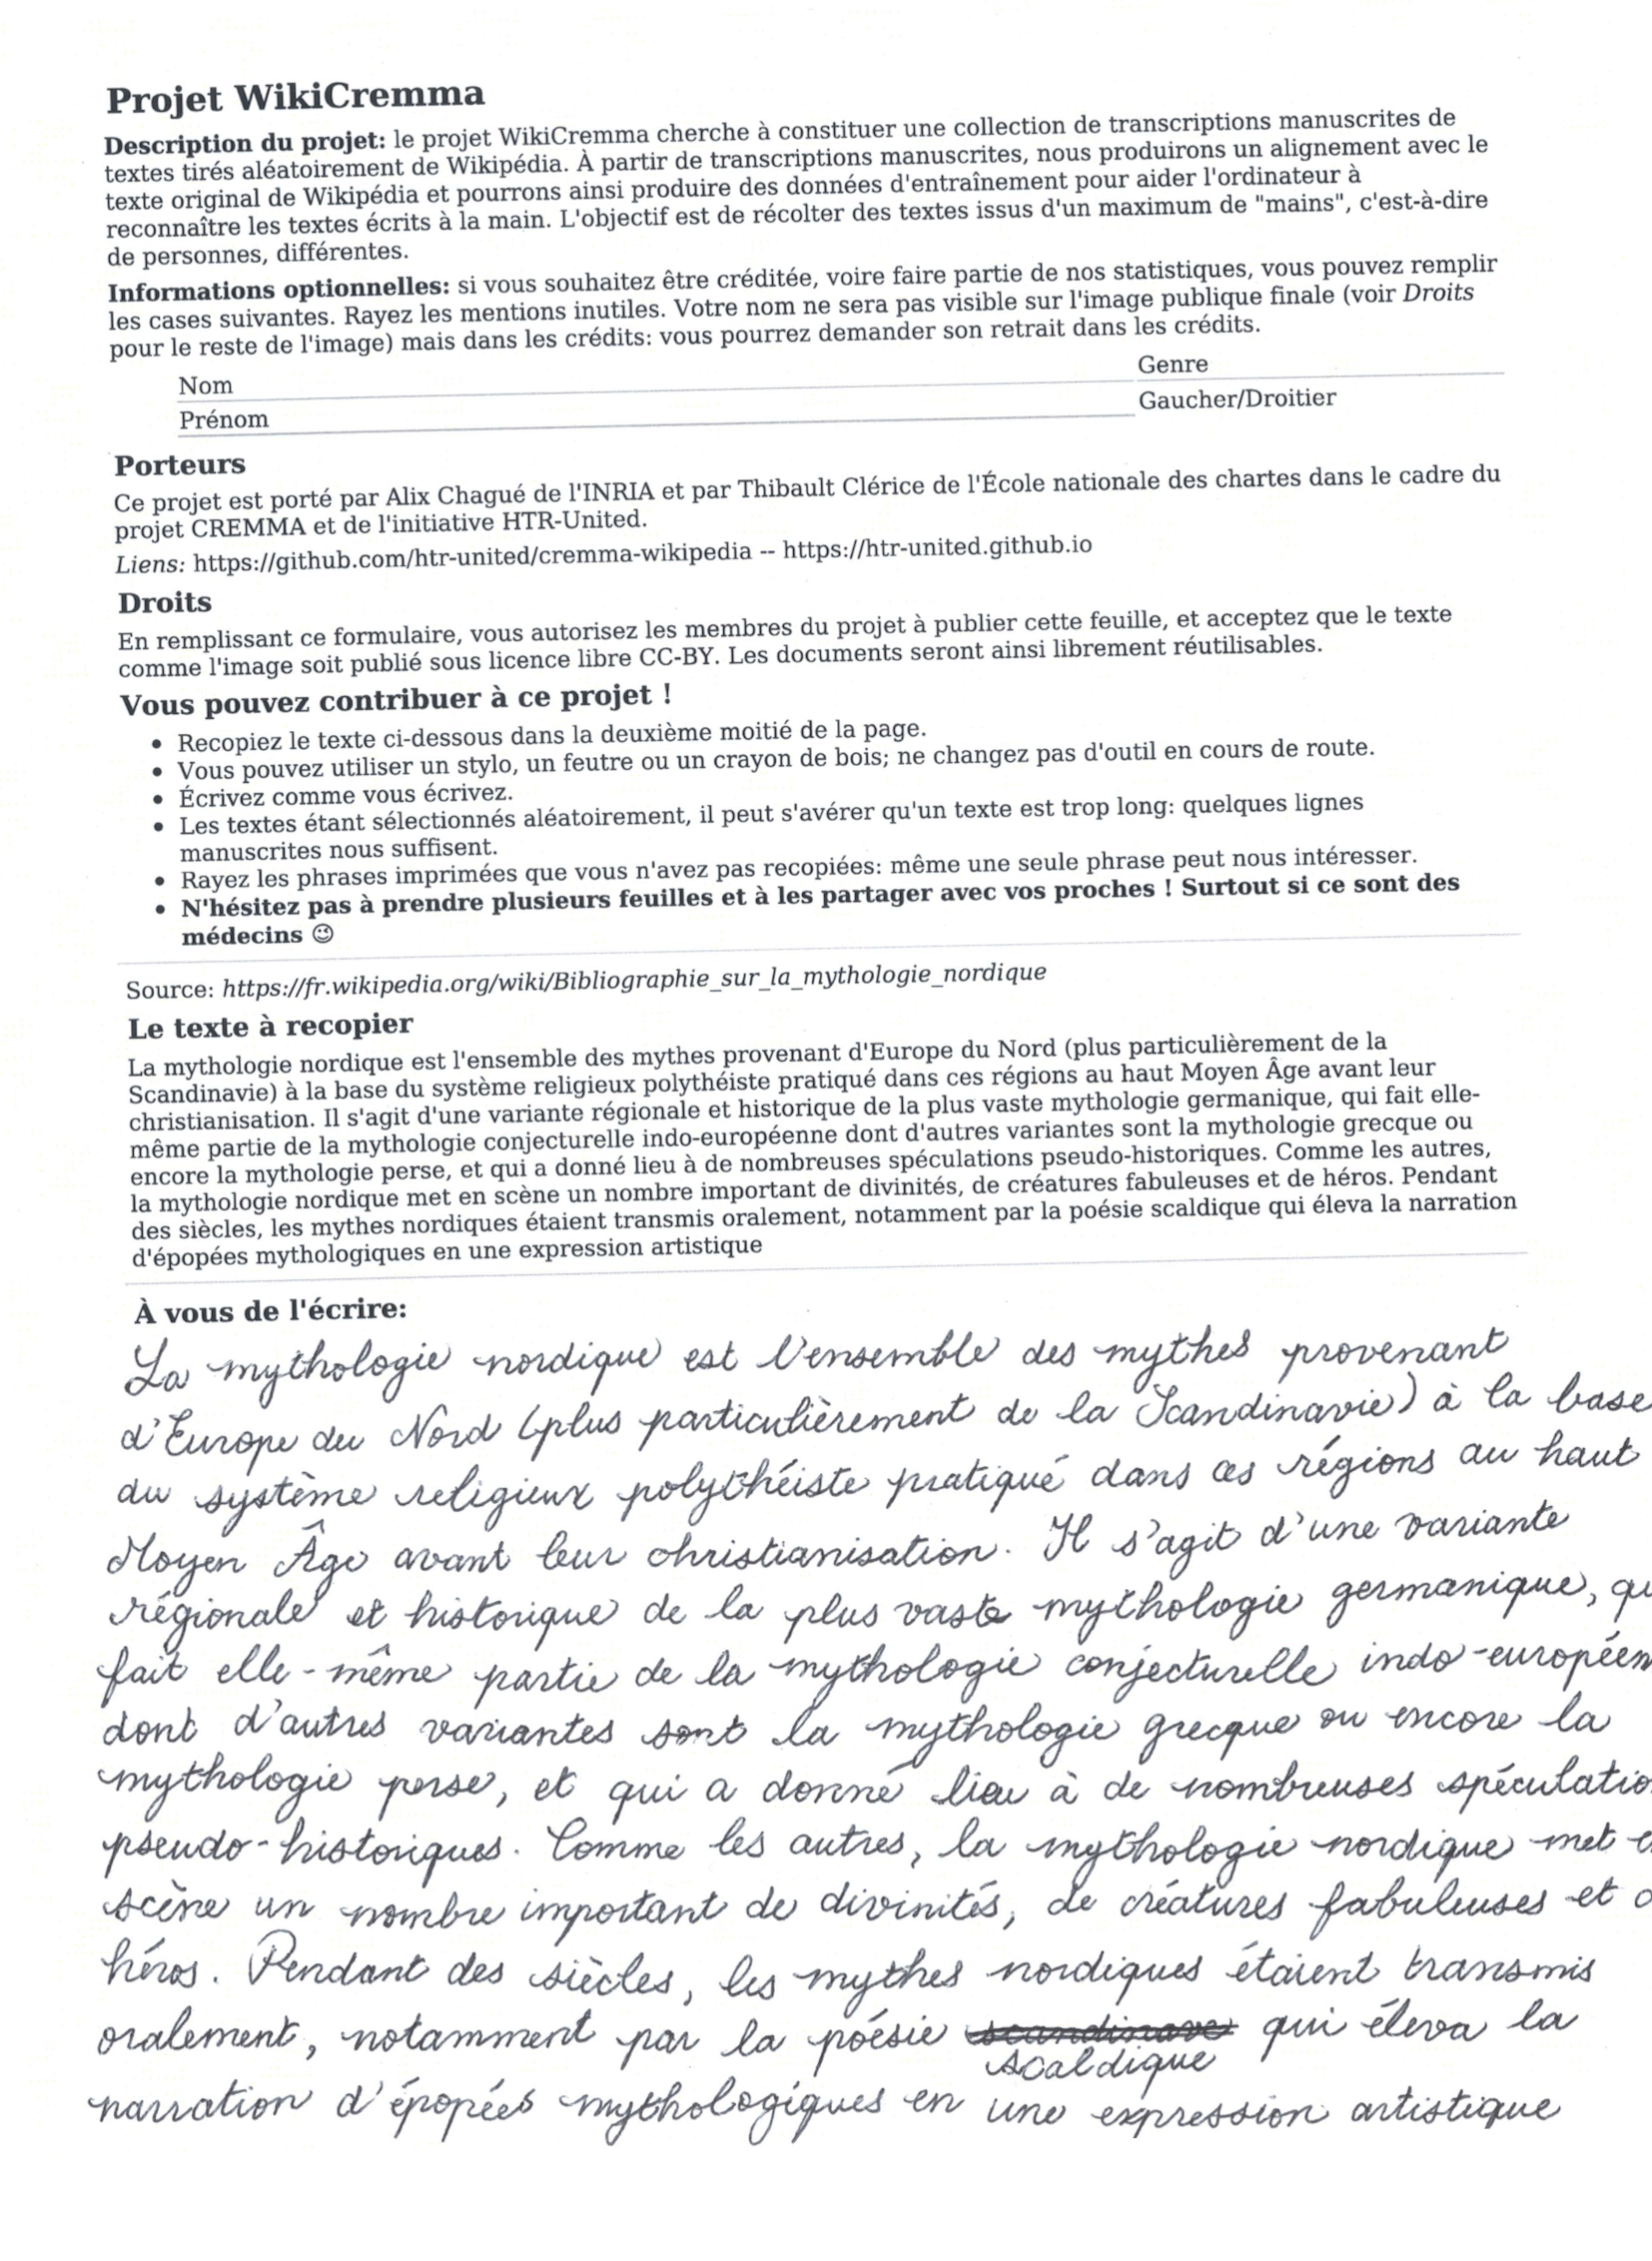 Projet WikiCremma
Description du projet: le projet WikiCremma cherche à constituer une collection de transcriptions manuscrites de
textes tirés aléatoirement de Wikipédia. À partir de transcriptions manuscrites, nous produirons un alignement avec le
texte original de Wikipédia et pourrons ainsi produire des données d'entraînement pour aider l'ordinateur à
reconnaître les textes écrits à la main. L'objectif est de récolter des textes issus d'un maximum de "mains", c'est-à-dire
de personnes, différentes.
Informations optionnelles: si vous souhaitez être créditée, voire faire partie de nos statistiques, vous pouvez remplir
les cases suivantes. Rayez les mentions inutiles. Votre nom ne sera pas visible sur l'image publique finale (voir Droits
pour le reste de l'image) mais dans les crédits: vous pourrez demander son retrait dans les crédits.
Nom Genre
Prénom Gaucher/Droitier
Porteurs
Ce projet est porté par Alix Chagué de l'INRIA et par Thibault Clérice de l'École nationale des chartes dans le cadre du
projet CREMMA et de l'initiative HTR-United.
Liens: https://github.com/htr-united/cremma-wikipedia -- https://htr-united.github.io
Droits
En remplissant ce formulaire, vous autorisez les membres du projet à publier cette feuille, et acceptez que le texte
comme l'image soit publié sous licence libre CC-BY. Les documents seront ainsi librement réutilisables.
Vous pouvez contribuer à ce projet !
• Recopiez le texte ci-dessous dans la deuxième moitié de la page.
• Vous pouvez utiliser un stylo, un feutre ou un crayon de bois; ne changez pas d'outil en cours de route.
• Écrivez comme vous écrivez.
• Les textes étant sélectionnés aléatoirement, il peut s'avérer qu'un texte est trop long: quelques lignes
manuscrites nous suffisent.
• Rayez les phrases imprimées que vous n'avez pas recopiées: même une seule phrase peut nous intéresser.
• N'hésitez pas à prendre plusieurs feuilles et à les partager avec vos proches ! Surtout si ce sont des
médecins 😉
Source: https://fr.wikipedia.org/wiki/Bibliographie_sur_la_mythologie_nordique
Le texte à recopier
La mythologie nordique est l'ensemble des mythes provenant d'Europe du Nord (plus particulièrement de la
Scandinavie) à la base du système religieux polythéiste pratiqué dans ces régions au haut Moyen Âge avant leur
christianisation. Il s'agit d'une variante régionale et historique de la plus vaste mythologie germanique, qui fait elle-
même partie de la mythologie conjecturelle indo-européenne dont d'autres variantes sont la mythologie grecque ou
encore la mythologie perse, et qui a donné lieu à de nombreuses spéculations pseudo-historiques. Comme les autres,
la mythologie nordique met en scène un nombre important de divinités, de créatures fabuleuses et de héros. Pendant
des siècles, les mythes nordiques étaient transmis oralement, notamment par la poésie scaldique qui éleva la narration
d'épopées mythologiques en une expression artistique
À vous de l'écrire:
La mythologie nordique est l'ensemble des mythes provenant
d'Europe du Nord (plus particulièrement de la Scandinavie) à la base
du système religieux polythéiste pratiqué dans ces régions au haut
Moyen Âge avant leur christianisation. Il s'agit d'une variante
régionale et historique de la plus vaste mythologie germanique, qu
fait elle-même partie de la mythologie conjecturelle indo-européen
dont d'autres variantes sont la mythologie grecque ou encore la
mythologie perse, et qui a donné lieu à de nombreuses spéculatio
pseudo-historiques. Comme les autres, la mythologie nordique met
scène un nombre important de divinités, de créatures fabuleuses et
héros. Pendant des siècles, les mythes nordiques étaient transmis
oralement, notamment par la poésie scandinave qui éleva la
scaldique
narration d'épopées mythologiques en une expression artistique